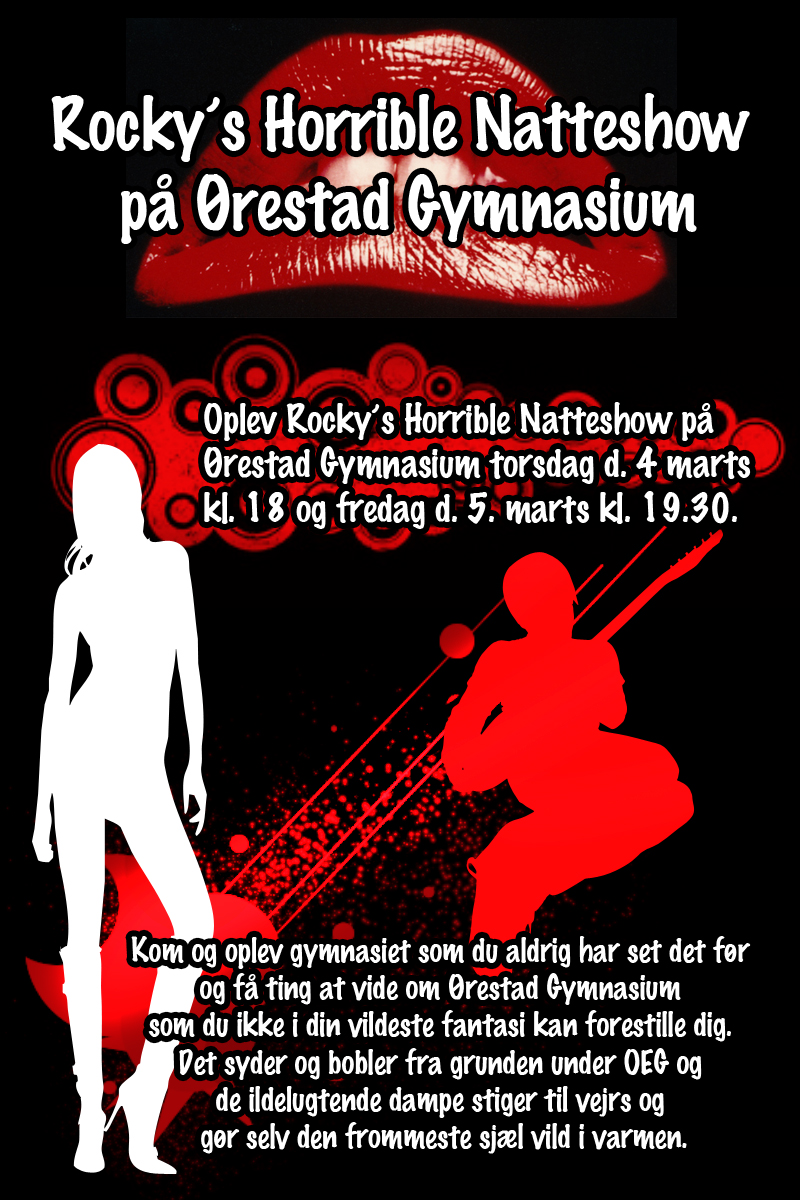 Rocky´s Horrible Natteshow
på Ørestad Gymnasium
Oplev Rocky´s Horrible Natteshow på
Ørestad Gymnasium torsdag d. 4 marts
kl. 18 og fredag d. 5. marts kl. 19.30.
Kom og oplev gymnasiet som du aldrig har set det før
og få ting at vide om Ørestad Gymnasium
som du ikke i din vildeste fantasi kan forestille dig.
Det syder og bobler fra grunden under OEG og
de ildelugtende dampe stiger til vejrs og
gør selv den frommeste sjæl vild i varmen.